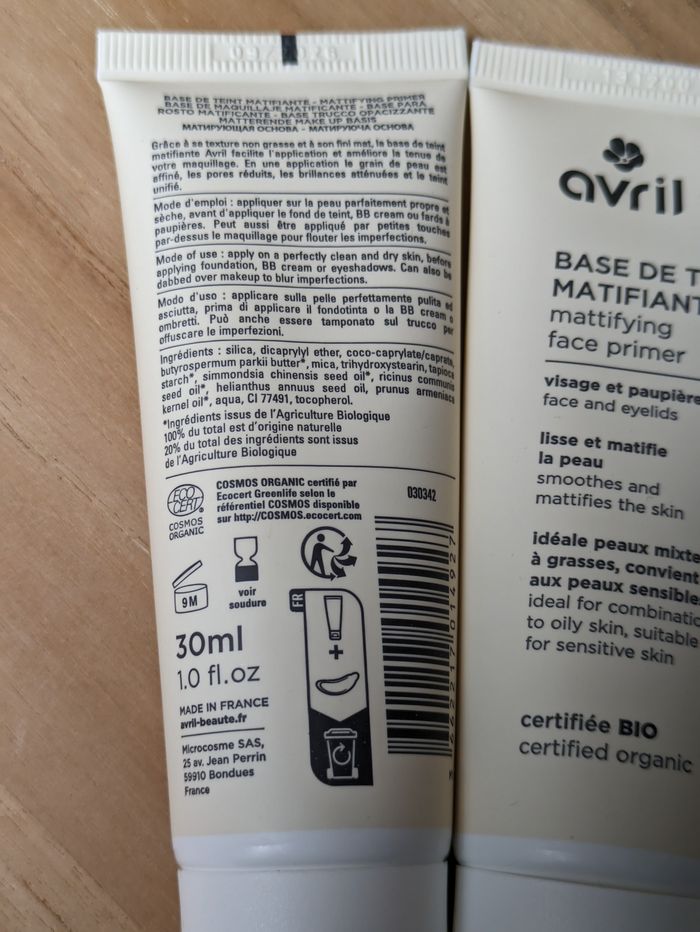 BASE DE TEINT MATIFIANTE - MATTIFYING PRIMER
BASE DE MAQUILLAJE MATIFICANTE - BASE PARA
ROSTO MATIFICANTE - BASE TRUCCO OPACIZZANTE
MATTERENDE MAKE UP BASIS
МАТИРУЮЩАЯ ОСНОВА - МАТИРУЮЧА ОСНОВА
Grâce à sa texture non grasse et à son fini mat, la base de teint
matifiante Avril facilite l'application et améliore la tenue de
votre maquillage. En une application le grain de peau est
affiné, les pores réduits, les brillances atténuées et le teint
unifié.
Mode d'emploi : appliquer sur la peau parfaitement propre et
sèche, avant d'appliquer le fond de teint, BB cream ou fards à
paupières. Peut aussi être appliqué par petites touches
par-dessus le maquillage pour flouter les imperfections.
Mode of use : apply on a perfectly clean and dry skin, before
applying foundation, BB cream or eyeshadows. Can also be
dabbed over makeup to blur imperfections.
Modo d'uso : applicare sulla pelle perfettamente pulita ed
asciutta, prima di applicare il fondotinta o la BB cream o
ombretti. Può anche essere tamponato sul trucco per
offuscare le imperfezioni.
Ingrédients : silica, dicaprylyl ether, coco-caprylate/caprate,
butyrospermum parkii butter*, mica, trihydroxystearin, tapioca
starch*, simmondsia chinensis seed oil*, ricinus communis
seed oil*, helianthus annuus seed oil, prunus armeniaca
kernel oil*, aqua, CI 77491, tocopherol.
*Ingrédients issus de l'Agriculture Biologique
100% du total est d'origine naturelle
20% du total des ingrédients sont issus
de l'Agriculture Biologique
ECO
CERT
COSMOS
ORGANIC
COSMOS ORGANIC certifié par
Ecocert Greenlife selon le
référentiel COSMOS disponible
sur http://COSMOS.ecocert.com
030342
9M
voir
soudure
FR
+
30ml
1.0 fl.oz
MADE IN FRANCE
avril-beaute.fr
Microcosme SAS,
25 av. Jean Perrin
59910 Bondues
France
avril
BASE DE T
MATIFIANT
mattifying
face primer
visage et paupière
face and eyelids
lisse et matifie
la peau
smoothes and
mattifies the skin
idéale peaux mixte
à grasses, convient
aux peaux sensible
ideal for combinatio
to oily skin, suitable
for sensitive skin
certifiée BIO
certified organic